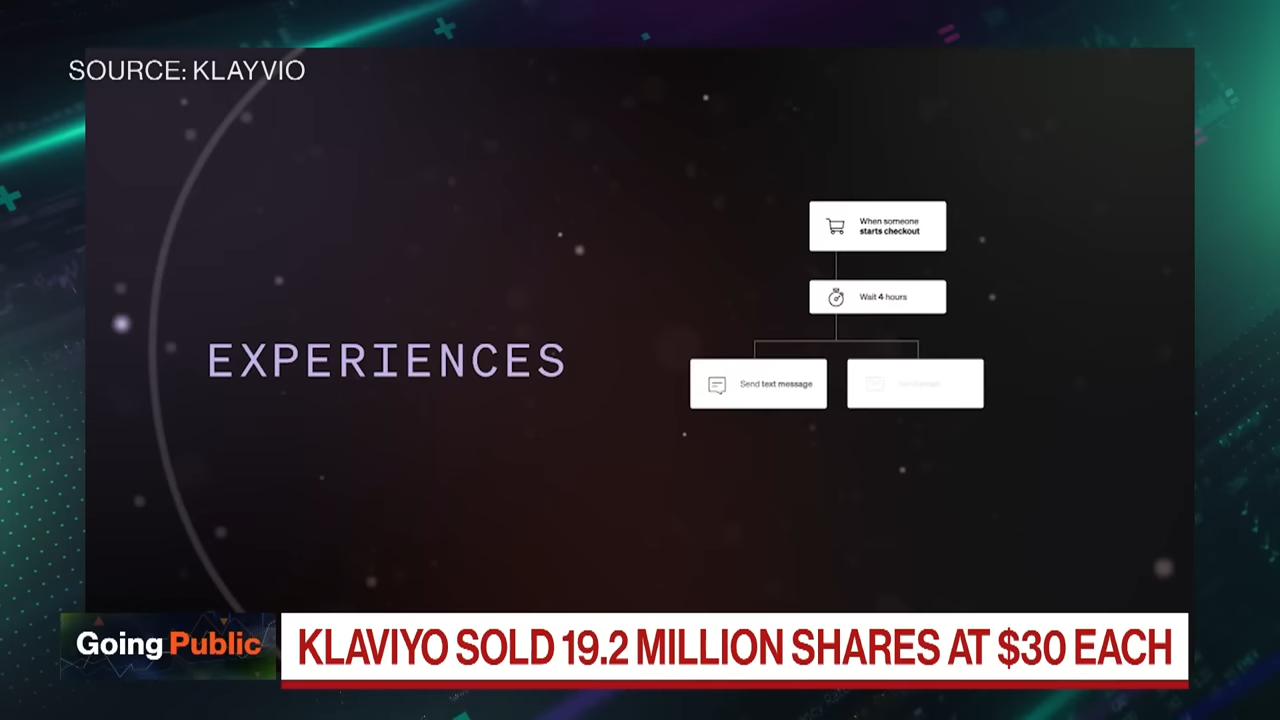 SOURCE: KLAYVIO
When someone
starts checkout
Wait 4 hours
EXPERIENCES
Send text message
Going Public
KLAVIYO SOLD 19.2 MILLION SHARES AT $30 EACH